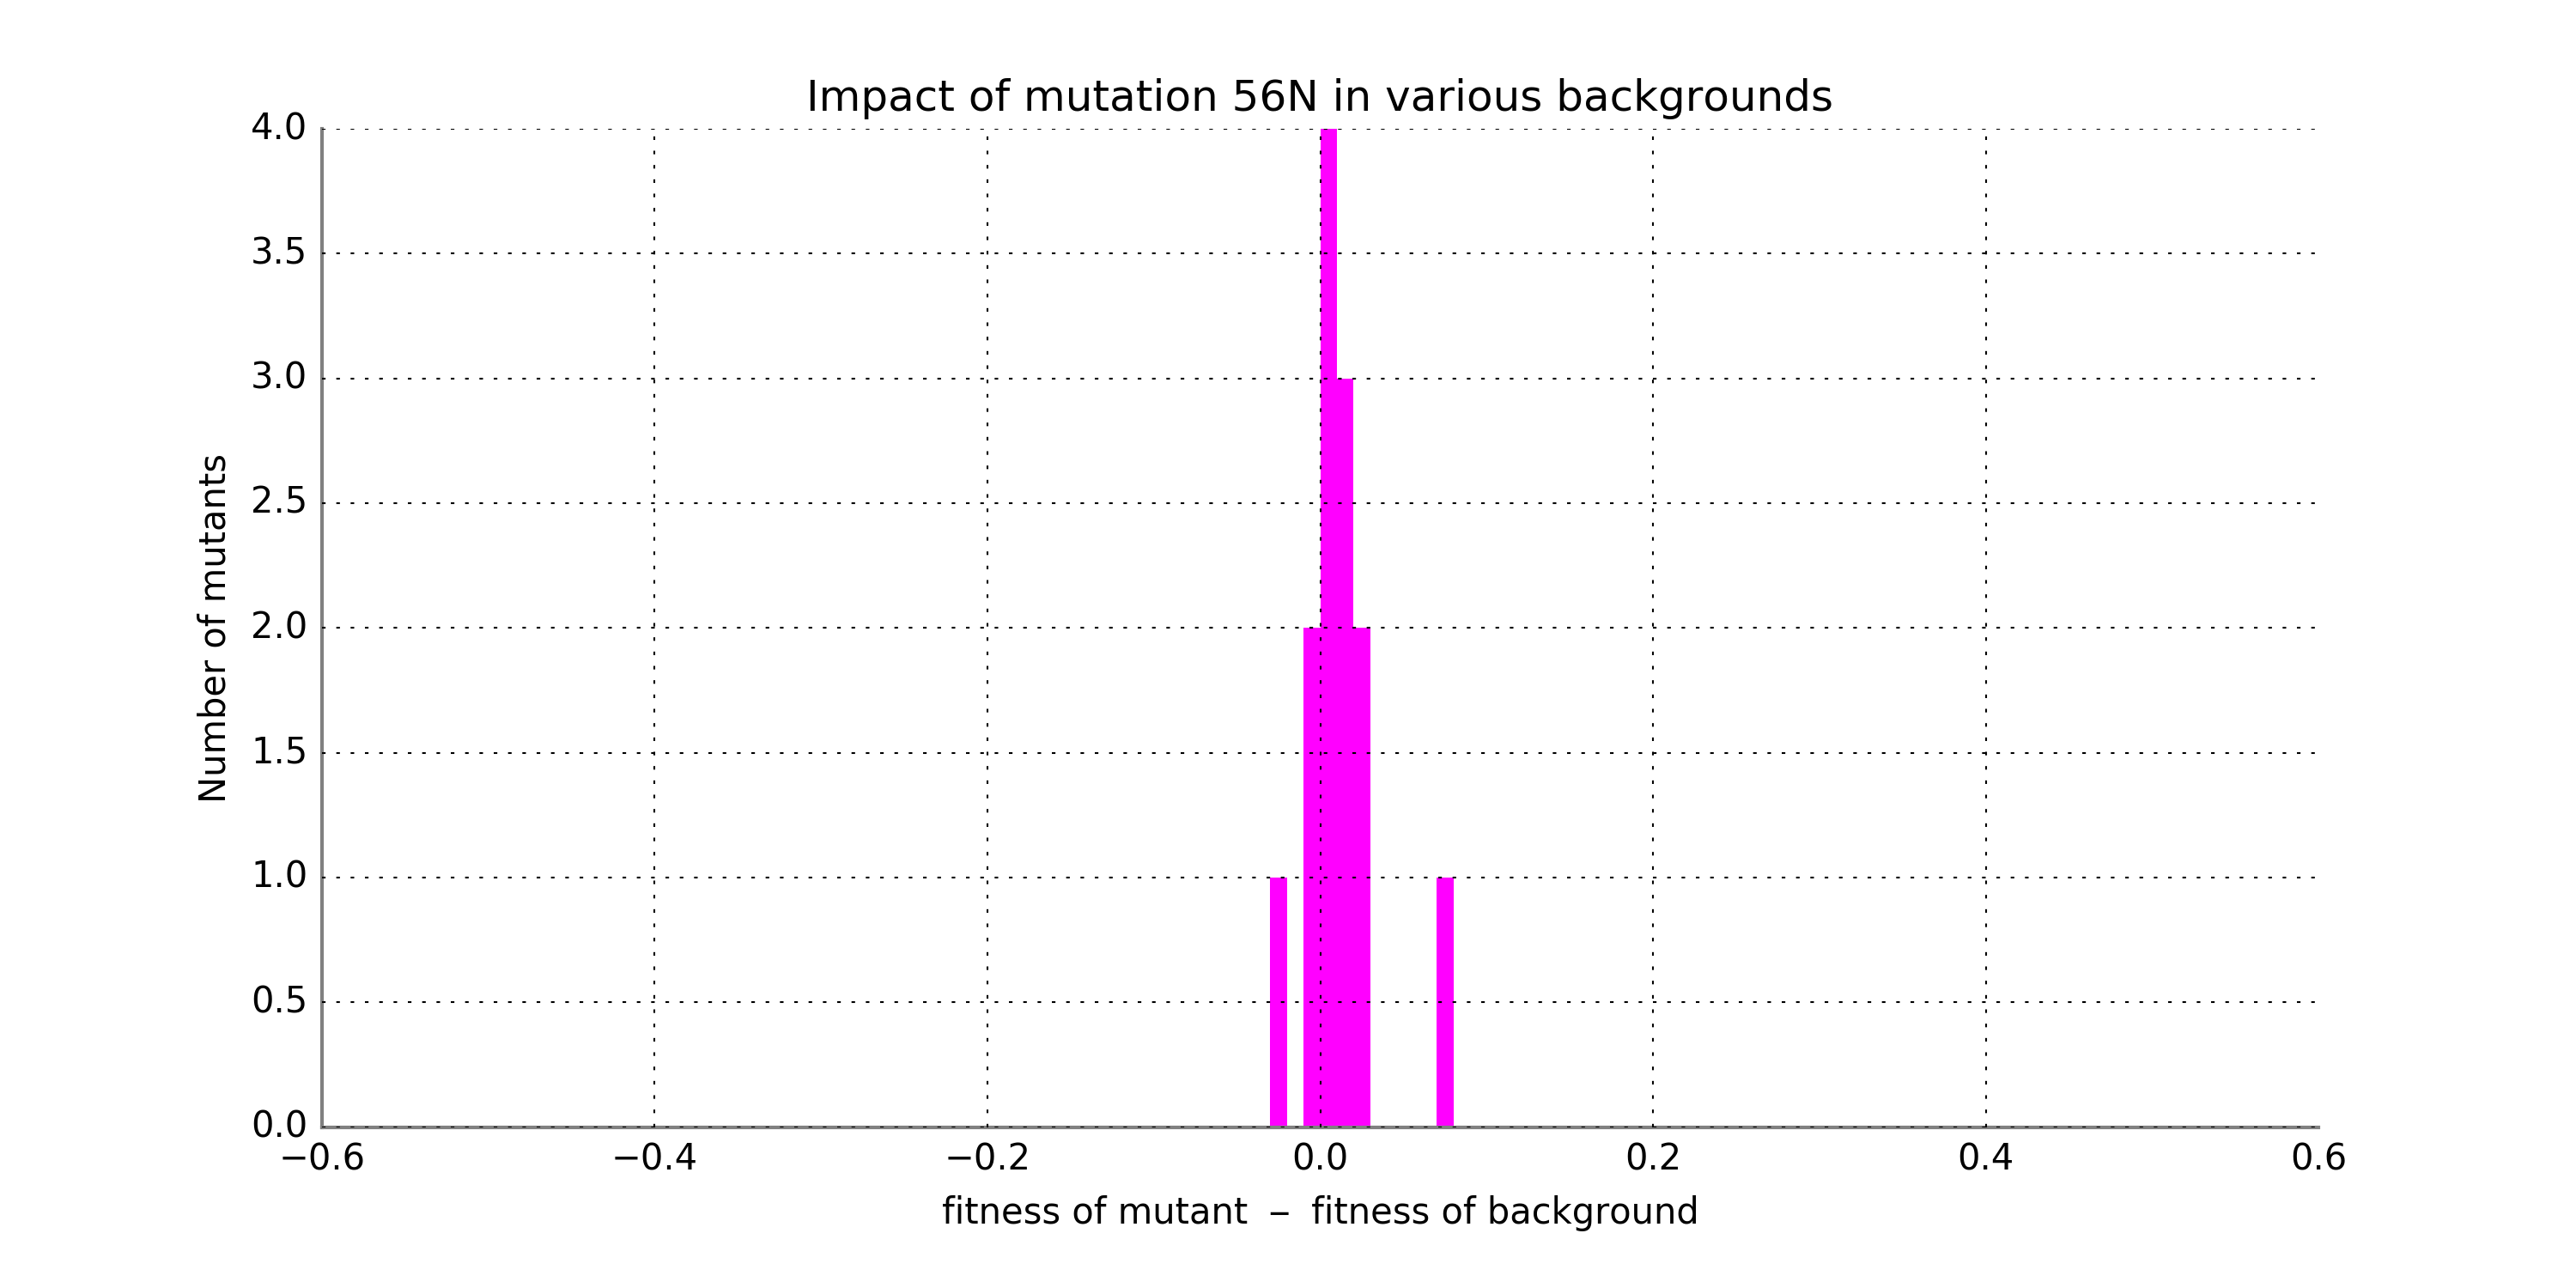 Impact of mutation 56N in various backgrounds
4.0
3.5
3.0
2.5
2.0
1.5
1.0
0.5
0.0
Number of mutants
−0.6 −0.4 −0.2 0.0 0.2 0.4 0.6
fitness of mutant − fitness of background